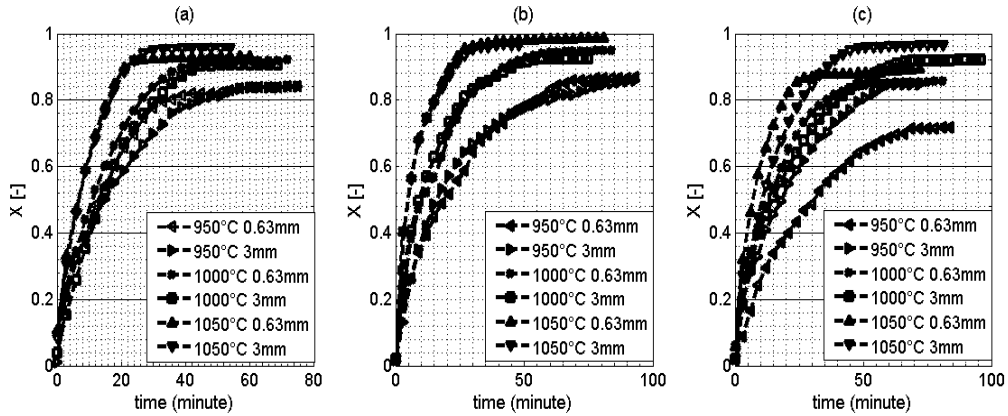 (a)
1
0.8
0.6
0.4
0.2
0
X [-]
0
20
40
60
80
time (minute)
950°C 0.63mm
950°C 3mm
1000°C 0.63mm
1000°C 3mm
1050°C 0.63mm
1050°C 3mm
(b)
1
0.8
0.6
0.4
0.2
0
X [-]
0
50
100
time (minute)
950°C 0.63mm
950°C 3mm
1000°C 0.63mm
1000°C 3mm
1050°C 0.63mm
1050°C 3mm
(c)
1
0.8
0.6
0.4
0.2
0
X [-]
0
50
100
time (minute)
950°C 0.63mm
950°C 3mm
1000°C 0.63mm
1000°C 3mm
1050°C 0.63mm
1050°C 3mm